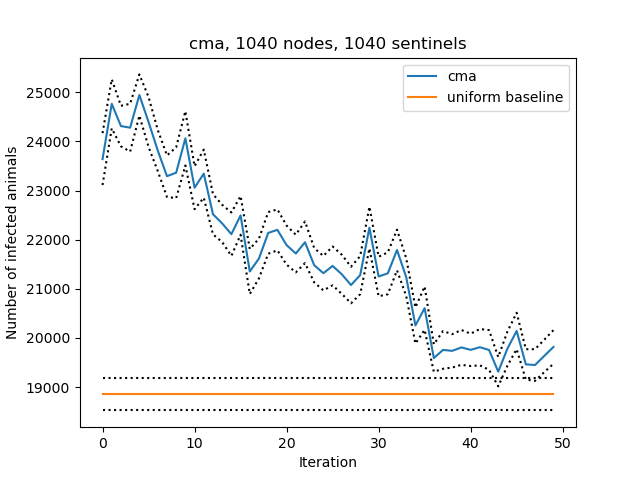 cma, 1040 nodes, 1040 sentinels
cma
uniform baseline
Number of infected animals
25000
24000
23000
22000
21000
20000
19000
0 10 20 30 40 50
Iteration